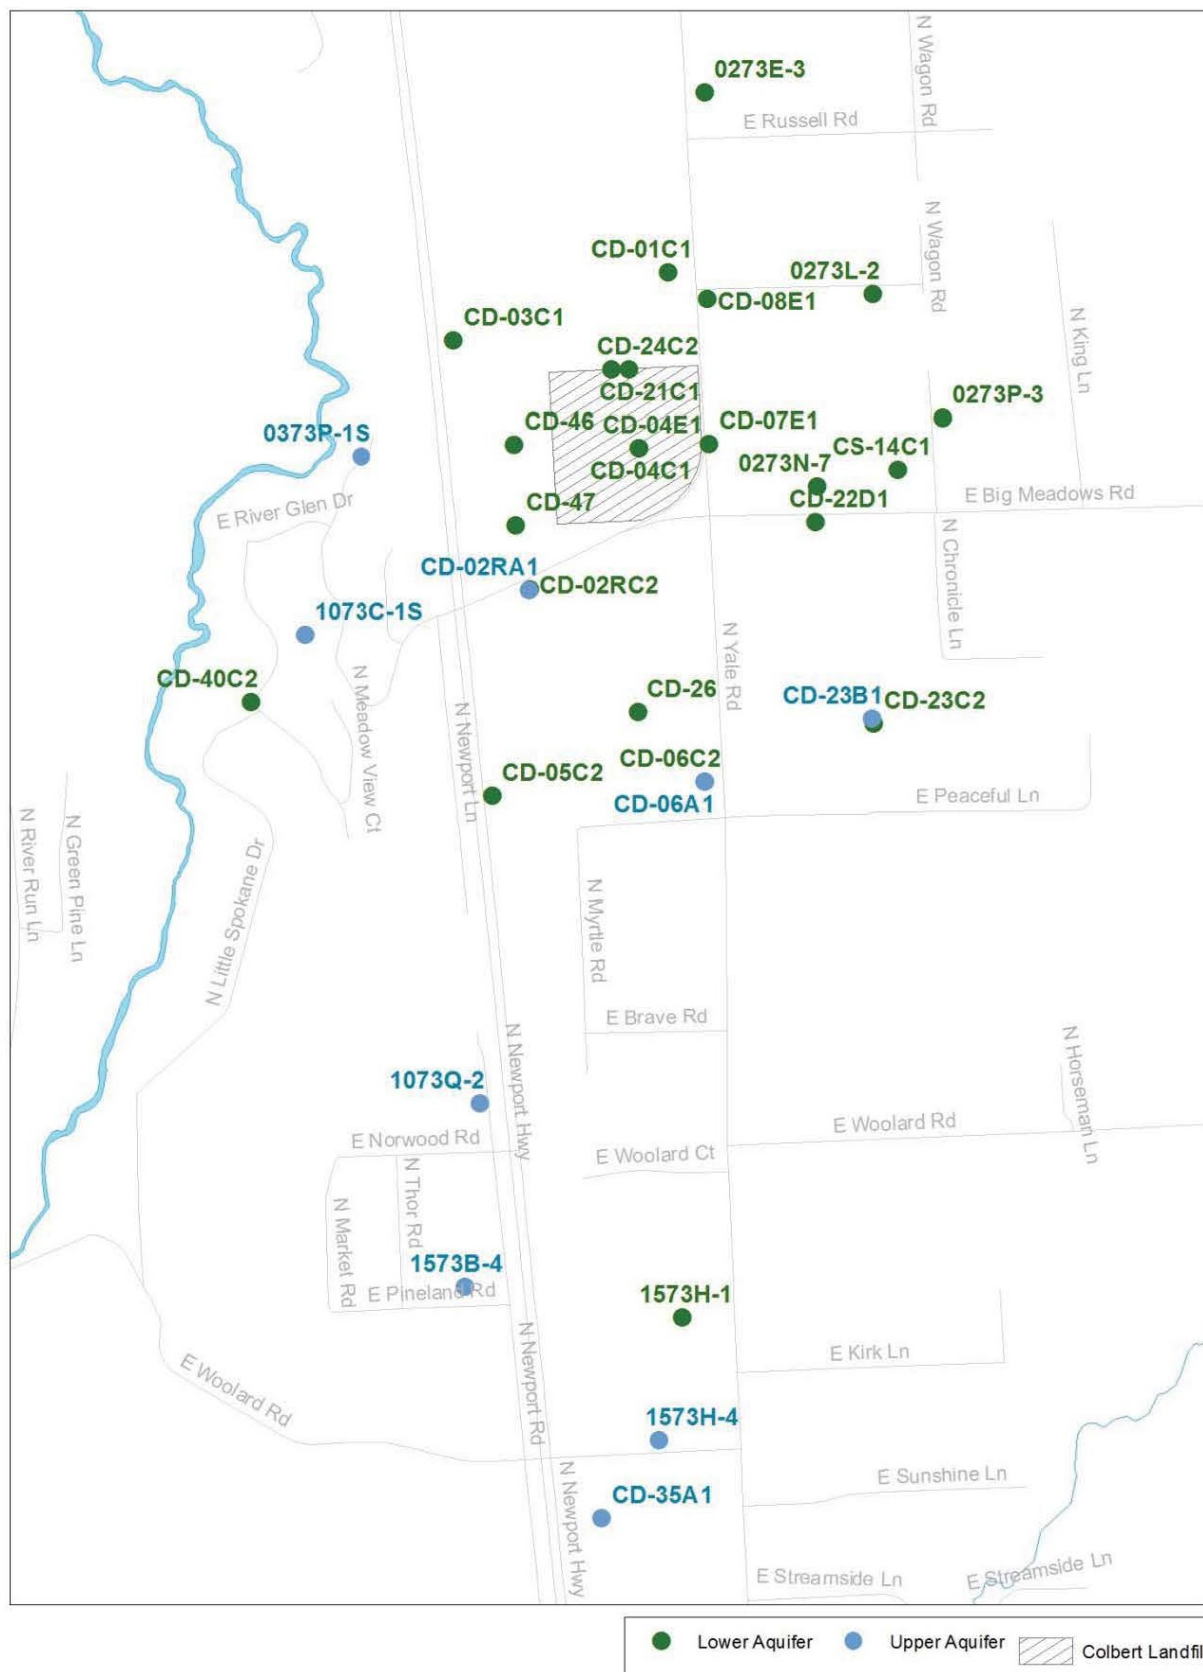 N Wagon Rd
0273E-3
E Russell Rd
N Wagon Rd
CD-01C1
0273L-2
CD-08E1
CD-03C1
N King Ln
CD-24C2
CD-21C1
0273P-3
CD-46
CD-04E1
CD-07E1
0373P-1S
CS-14C1
CD-04C1
0273N-7
CD-47
CD-22D1
E Big Meadows Rd
E River Glen Dr
N Chronicle Ln
CD-02RA1
CD-02RC2
1073C-1S
N Yale Rd
CD-40C2
N Meadow View Ct
CD-26
CD-23B1
CD-23C2
N Newport Ln
CD-06C2
CD-05C2
CD-06A1
E Peaceful Ln
N River Run Ln
N Green Pine Ln
N Little Spokane Dr
N Myrtle Rd
E Brave Rd
N Newport Hwy
N Horseman Ln
1073Q-2
E Norwood Rd
E Woolard Rd
E Woolard Ct
N Thor Rd
N Market Rd
1573B-4
E Pineland Rd
1573H-1
N Newport Rd
E Kirk Ln
E Woolard Rd
1573H-4
N Newport Hwy
E Sunshine Ln
CD-35A1
E Streamside Ln
E Streamside Ln
Lower Aquifer
Upper Aquifer
Colbert Landfil